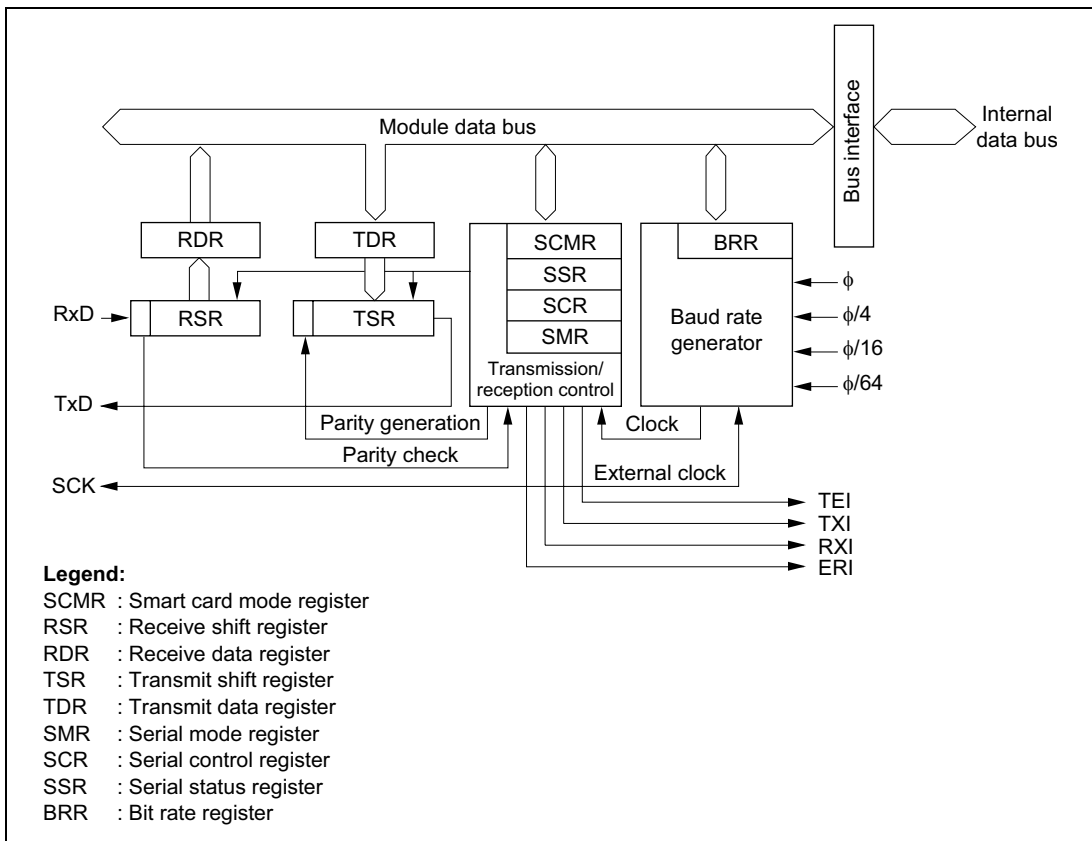 Module data bus
Bus interface
Internal
data bus
RDR
TDR
SCMR
SSR
SCR
SMR
BRR
RxD
RSR
TSR
Transmission/
reception control
Baud rate
generator
ϕ
ϕ/4
ϕ/16
ϕ/64
TxD
Parity generation
Parity check
Clock
SCK
External clock
TEI
TXI
RXI
ERI
Legend:
SCMR : Smart card mode register
RSR : Receive shift register
RDR : Receive data register
TSR : Transmit shift register
TDR : Transmit data register
SMR : Serial mode register
SCR : Serial control register
SSR : Serial status register
BRR : Bit rate register